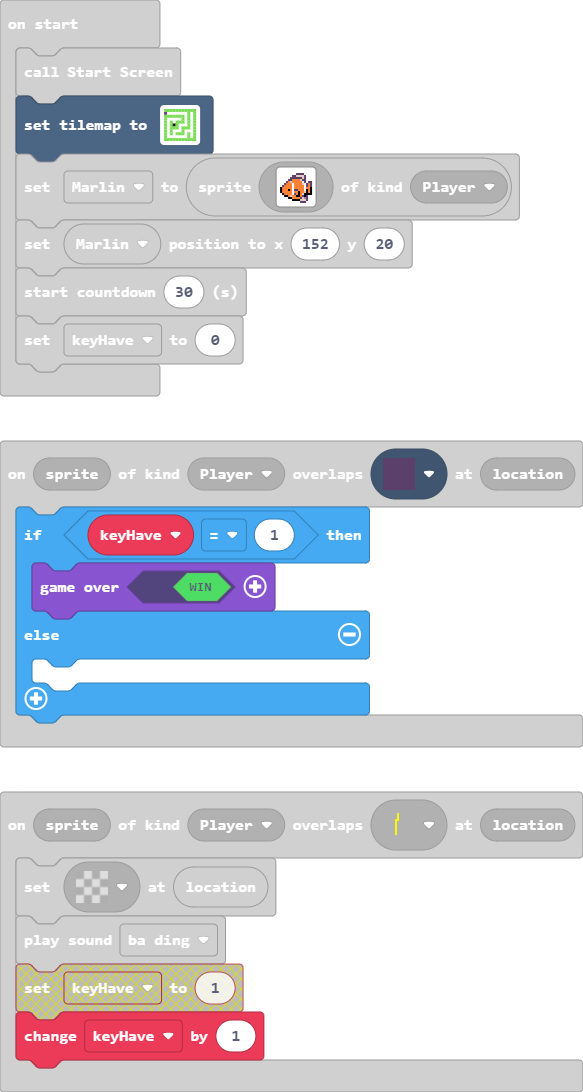 on start
call Start Screen
set tilemap to
set Marlin to sprite of kind Player
set Marlin position to x 152 y 20
start countdown 30 (s)
set keyHave to 0
on sprite of kind Player overlaps at location
if keyHave = 1 then
game over WIN
else
on sprite of kind Player overlaps at location
set at location
play sound ba ding
set keyHave to 1
change keyHave by 1